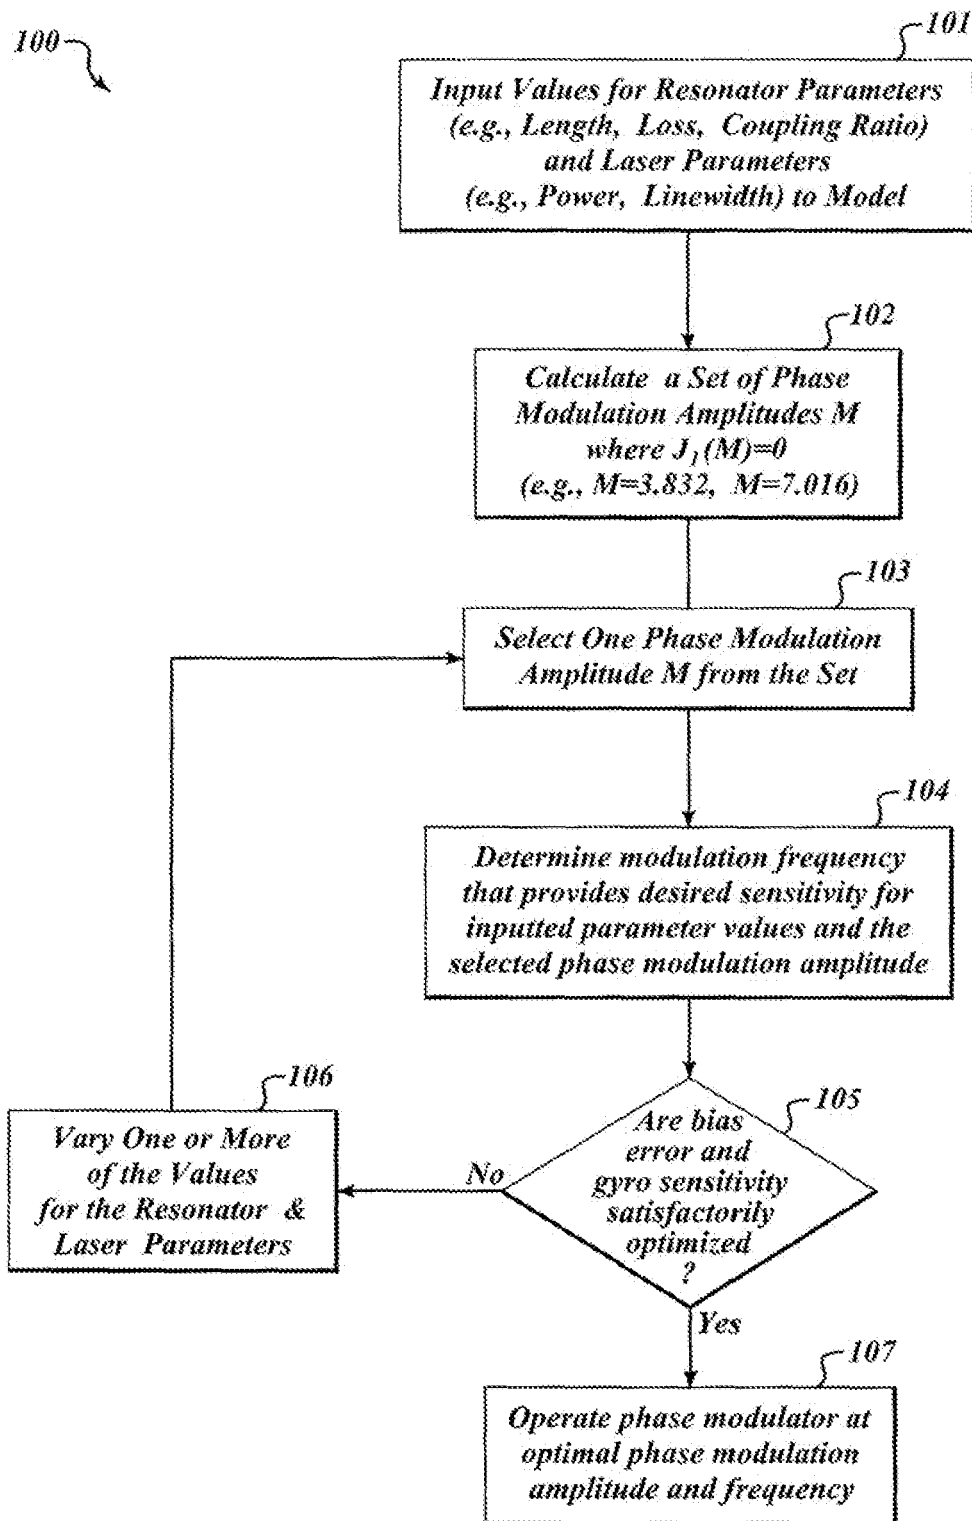 100
101
Input Values for Resonator Parameters
(e.g., Length, Loss, Coupling Ratio)
and Laser Parameters
(e.g., Power, Linewidth) to Model
102
Calculate a Set of Phase
Modulation Amplitudes M
where J₁(M)=0
(e.g., M=3.832, M=7.016)
103
Select One Phase Modulation
Amplitude M from the Set
104
Determine modulation frequency
that provides desired sensitivity for
inputted parameter values and the
selected phase modulation amplitude
105
Are bias
error and
gyro sensitivity
satisfactorily
optimized
?
No
106
Vary One or More
of the Values
for the Resonator &
Laser Parameters
Yes
107
Operate phase modulator at
optimal phase modulation
amplitude and frequency